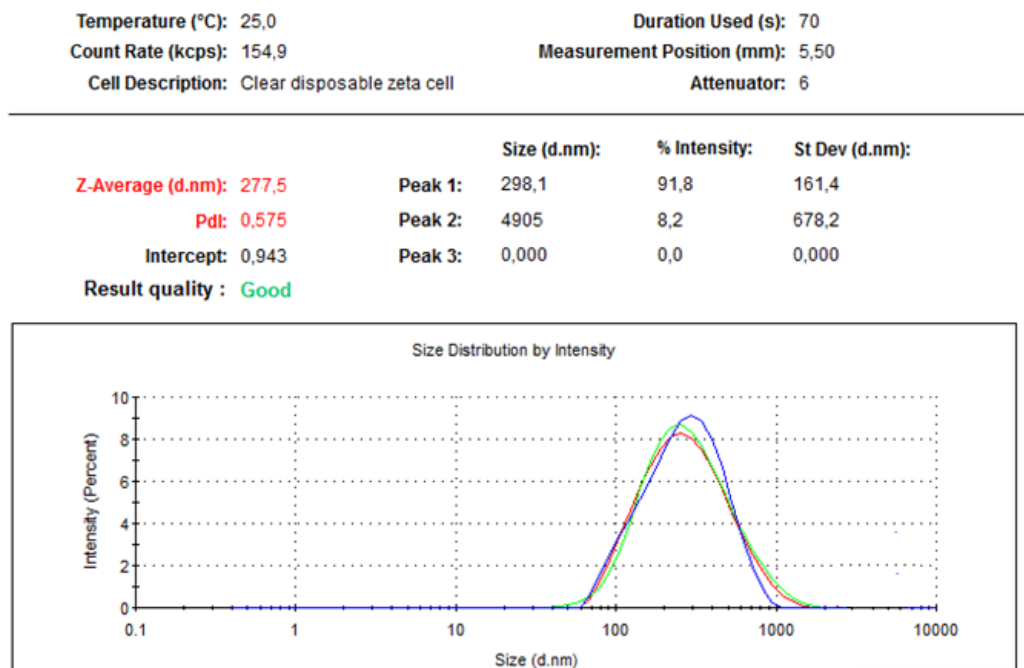 Temperature (°C): 25,0 Duration Used (s): 70
Count Rate (kcps): 154,9 Measurement Position (mm): 5,50
Cell Description: Clear disposable zeta cell Attenuator: 6
Size (d.nm): % Intensity: St Dev (d.nm):
Z-Average (d.nm): 277,5 Peak 1: 298,1 91,8 161,4
PdI: 0,575 Peak 2: 4905 8,2 678,2
Intercept: 0,943 Peak 3: 0,000 0,0 0,000
Result quality : Good
Size Distribution by Intensity
10
8
6
4
2
0
Intensity (Percent)
0.1 1 10 100 1000 10000
Size (d.nm)